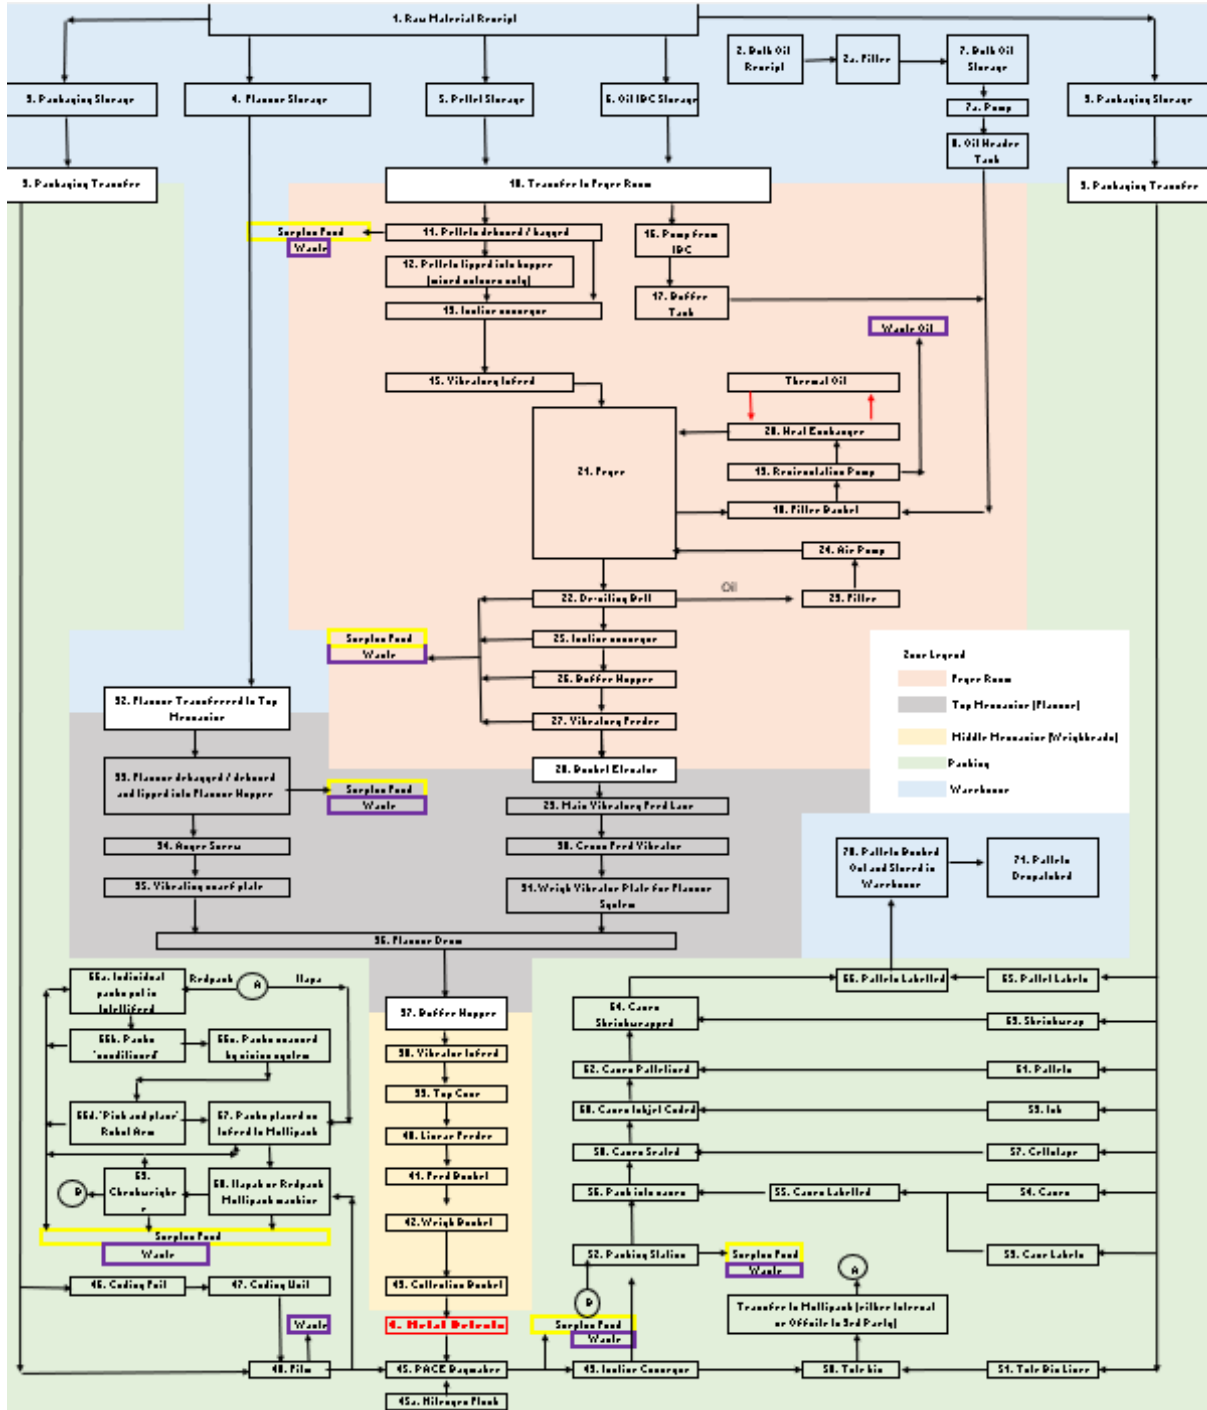 1. Raw Material Receipt
2. Bulk Oil
Receipt
2a. Filter
7. Bulk Oil
Storage
3. Packaging Storage
4. Flavour Storage
5. Pellet Storage
6. Oil IBC Storage
7a. Pump
3. Packaging Storage
8. Oil Header
Tank
9. Packaging Transfer
10. Transfer to Fryer Room
9. Packaging Transfer
Surplus Food
Waste
11. Pellets deboxed / bagged
16. Pump from
IBC
12. Pellets tipped into hopper
(mixed colours only)
13. Incline conveyor
17. Buffer
Tank
Waste Oil
15. Vibratory Infeed
Thermal Oil
20. Heat Exchanger
21. Fryer
19. Recirculation Pump
18. Filter Basket
24. Air Pump
22. De-oiling Belt
Oil
23. Filter
Surplus Food
Waste
25. Incline conveyor
26. Buffer Hopper
27. Vibratory Feeder
Zone Legend
Fryer Room
Top Mezzanine (Flavour)
Middle Mezzanine (Weigheads)
Packing
Warehouse
32. Flavour Transferred to Top
Mezzanine
28. Bucket Elevator
33. Flavour debagged / deboxed
and tipped into Flavour Hopper
Surplus Food
Waste
29. Main Vibratory Feed Lane
34. Auger Screw
30. Cross Feed Vibrator
35. Vibrating scarf plate
31. Weigh Vibrator Plate for Flavour
System
70. Pallets Booked
Out and Stored in
Warehouse
71. Pallets
Despatched
36. Flavour Drum
66a. Individual
packs put in
Intellifeed
Redpack
A
Ilapa
66. Pallets Labelled
65. Pallet Labels
37. Buffer Hopper
64. Cases
Shrinkwrapped
63. Shrinkwrap
66b. Packs
'conditioned'
66c. Packs scanned
by vision system
38. Vibrator Infeed
62. Cases Palletised
61. Pallets
39. Top Cone
66d. 'Pick and place'
Robot Arm
67. Packs placed on
Infeed to Multipack
60. Cases Inkjet Coded
59. Ink
40. Linear Feeder
58. Cases Sealed
57. Cellotape
41. Feed Bucket
B
69.
Checkweighe
r
68. Ilapak or Redpack
Multipack machine
56. Pack into cases
55. Cases Labelled
54. Cases
42. Weigh Bucket
Surplus Food
Waste
52. Packing Station
Surplus Food
Waste
53. Case Labels
46. Coding Foil
47. Coding Unit
43. Collection Bucket
B
A
Waste
Metal Detecto
Surplus Food
Waste
Transfer to Multipack (either Internal
or Offsite to 3rd Party)
48. Film
45. PACE Bagmaker
49. Incline Conveyor
50. Tote bin
51. Tote Bin Liner
45a. Nitrogen Flush